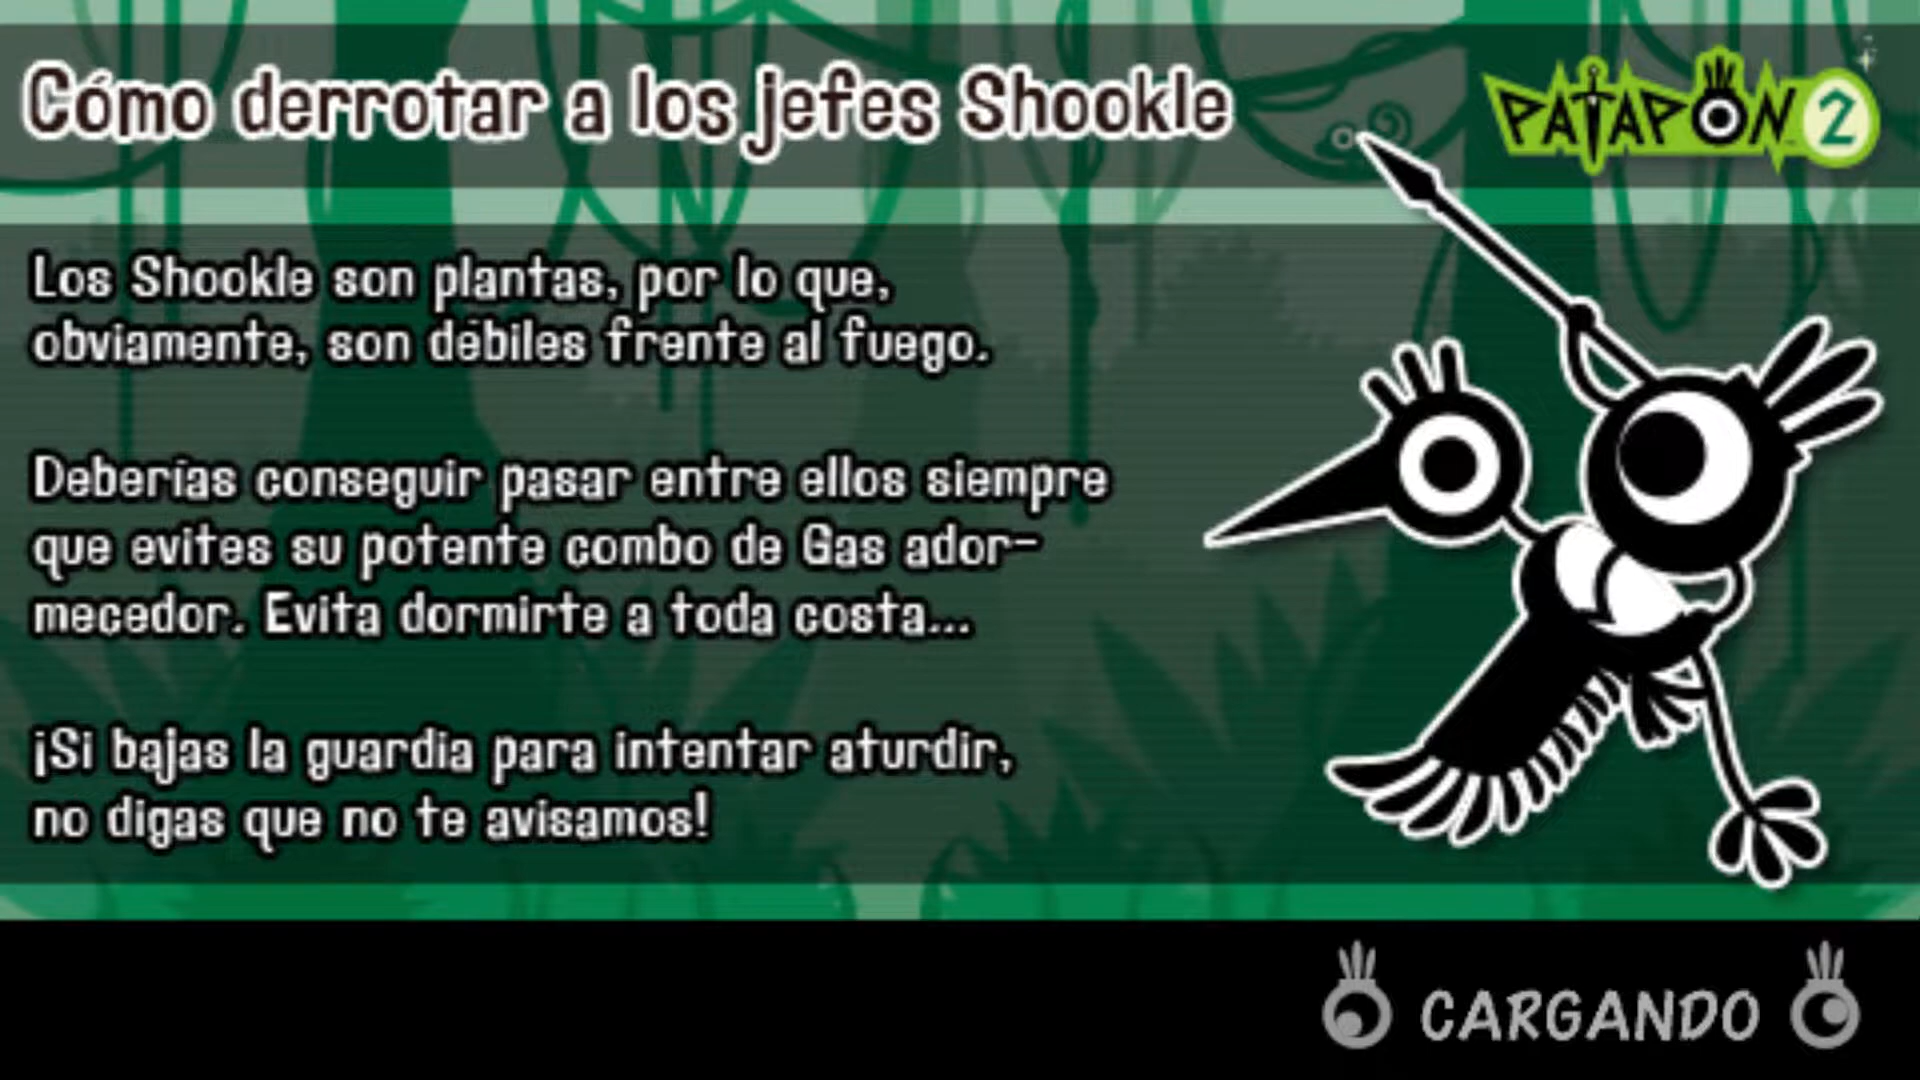 Cómo derrotar a los jefes Shookle
PATAPON 2
Los Shookle son plantas, por lo que,
obviamente, son débiles frente al fuego.
Deberías conseguir pasar entre ellos siempre
que evites su potente combo de Gas ador-
mecedor. Evita dormirte a toda costa...
¡Si bajas la guardia para intentar aturdir,
no digas que no te avisamos!
CARGANDO